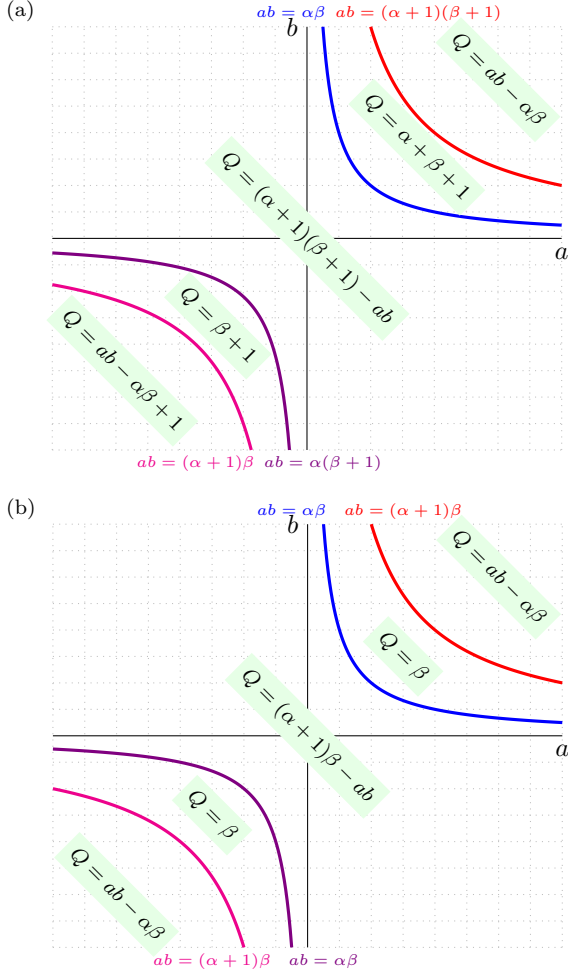 (a)
ab = αβ ab = (α + 1)(β + 1)
b
Q = ab − αβ
Q = α + β + 1
Q = (α + 1)(β + 1) − ab
a
Q = β + 1
Q = ab − αβ + 1
ab = (α + 1)β ab = α(β + 1)
(b)
ab = αβ ab = (α + 1)β
b
Q = ab − αβ
Q = β
Q = (α + 1)β − ab
a
Q = β
Q = ab − αβ
ab = (α + 1)β ab = αβ